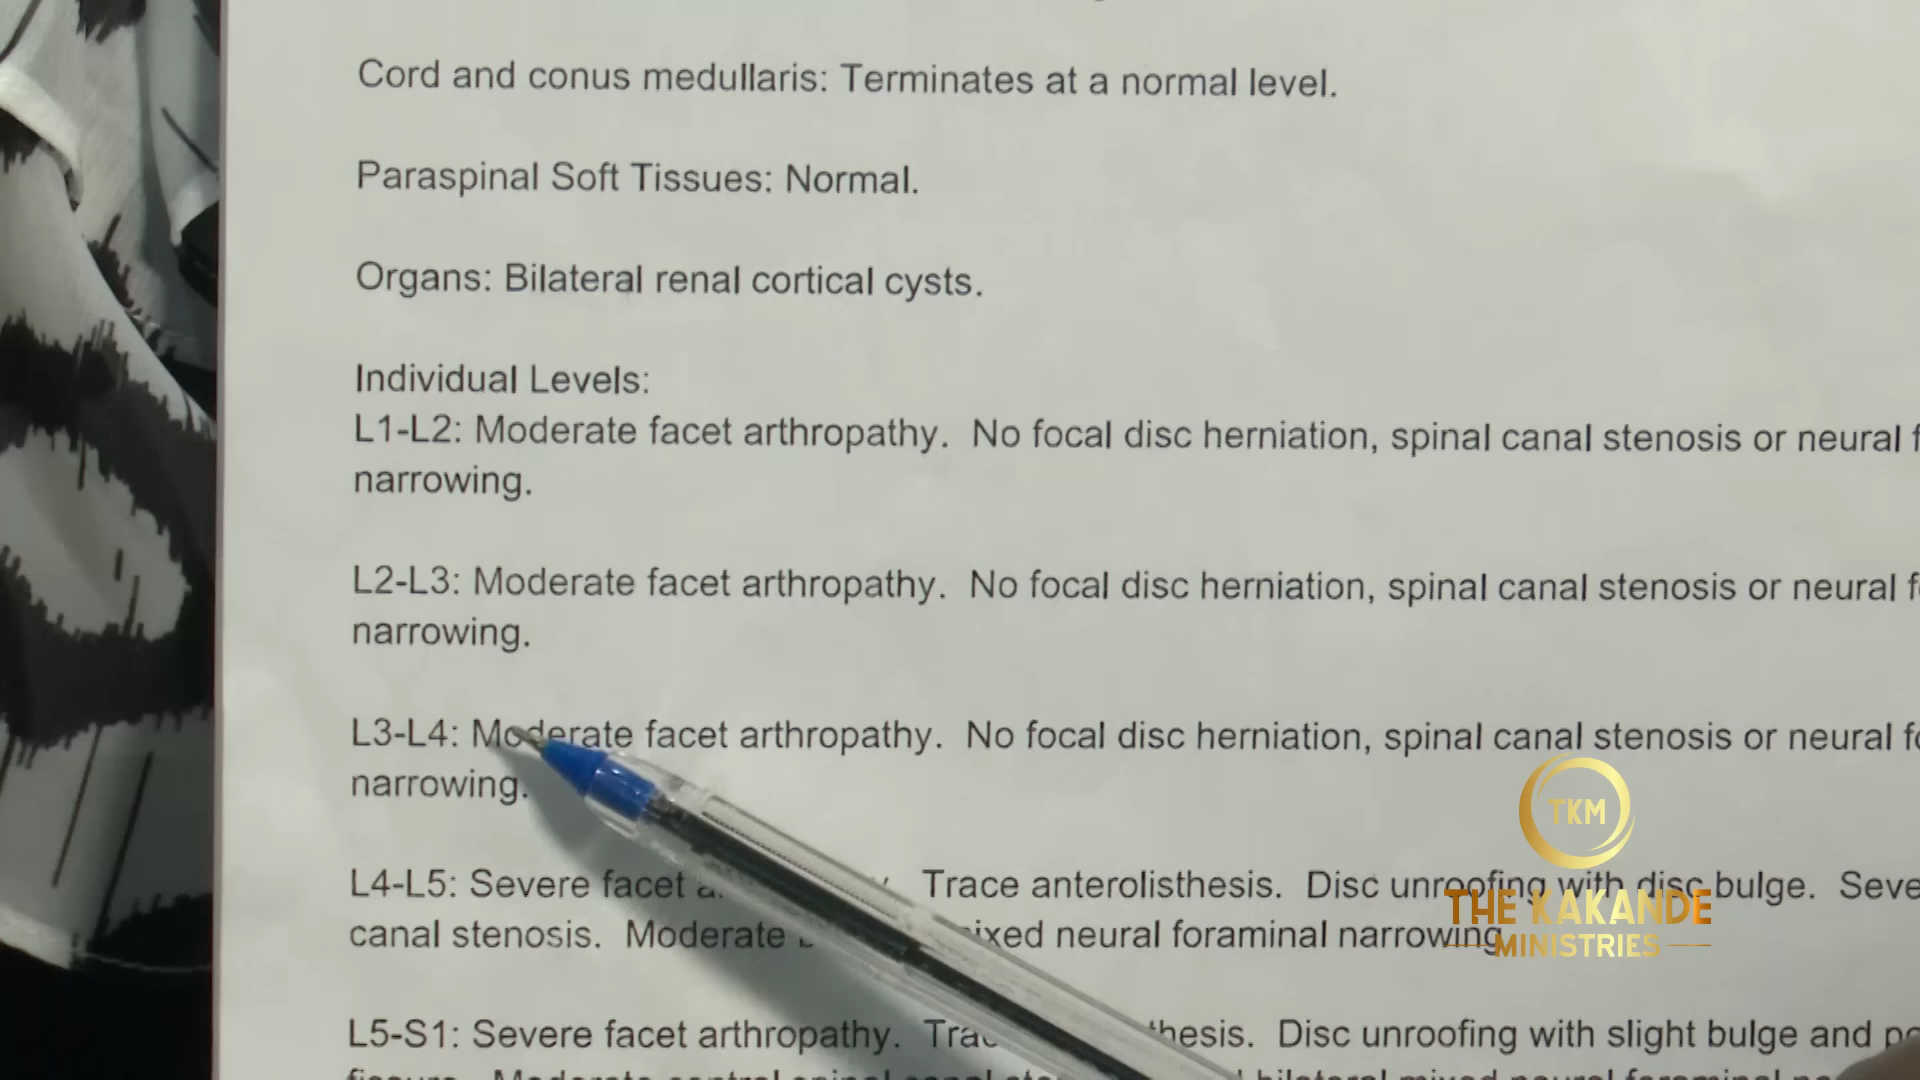 Cord and conus medullaris: Terminates at a normal level.
Paraspinal Soft Tissues: Normal.
Organs: Bilateral renal cortical cysts.
Individual Levels:
L1-L2: Moderate facet arthropathy. No focal disc herniation, spinal canal stenosis or neural
narrowing.
L2-L3: Moderate facet arthropathy. No focal disc herniation, spinal canal stenosis or neural
narrowing.
L3-L4: Moderate facet arthropathy. No focal disc herniation, spinal canal stenosis or neural
narrowing.
L4-L5: Severe facet Trace anterolisthesis. Disc unroofing with disc bulge.
canal stenosis. Moderate neural foraminal narrowing
L5-S1: Severe facet arthropathy. Disc unroofing with slight bulge and
TKM
THE KAKANDE
MINISTRIES